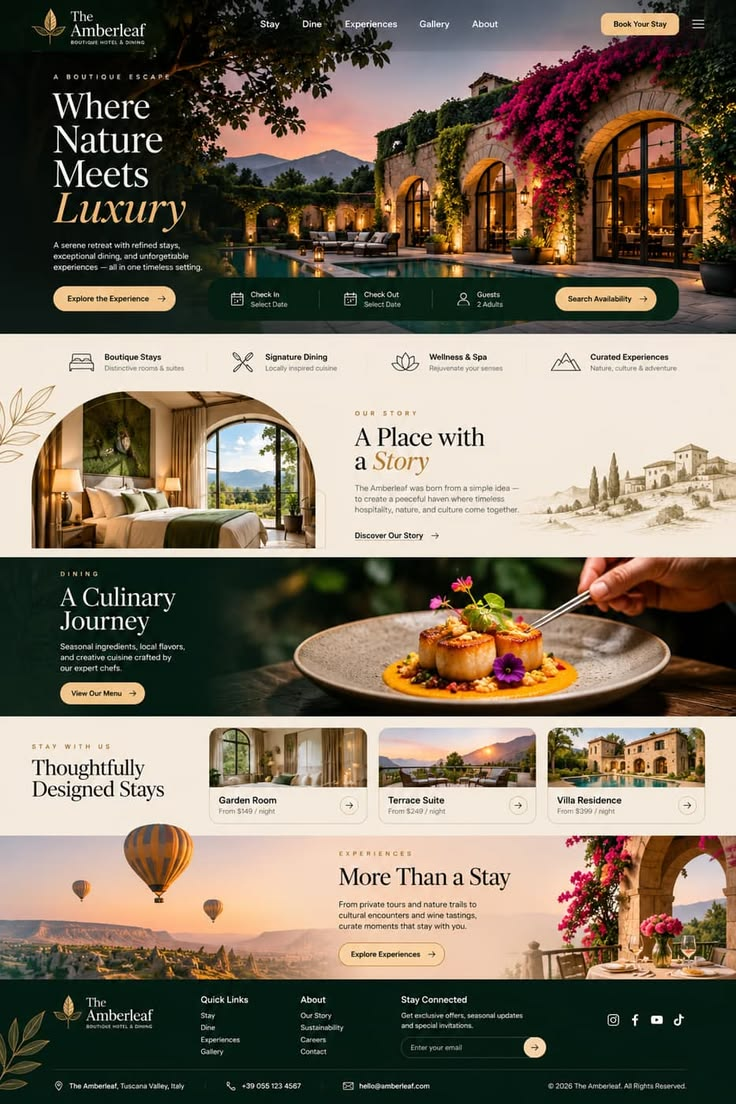 The
Amberleaf
BOUTIQUE HOTEL & DINING
Stay
Dine
Experiences
Gallery
About
Book Your Stay
A BOUTIQUE ESCAPE
Where
Nature
Meets
Luxury
A serene retreat with refined stays,
exceptional dining, and unforgettable
experiences — all in one timeless setting.
Explore the Experience
Check In
Select Date
Check Out
Select Date
Guests
2 Adults
Search Availability
Boutique Stays
Distinctive rooms & suites
Signature Dining
Locally inspired cuisine
Wellness & Spa
Rejuvenate your senses
Curated Experiences
Nature, culture & adventure
OUR STORY
A Place with
a Story
The Amberleaf was born from a simple idea —
to create a peeceful haven where timeless
hospitality, nature, and culture come together.
Discover Our Story
DINING
A Culinary
Journey
Seasonal ingredients, local flavors,
and creative cuisine crafted by
our expert chefs.
View Our Menu
STAY WITH US
Thoughtfully
Designed Stays
Garden Room
From $149 / night
Terrace Suite
From $249 / night
Villa Residence
From $399 / night
EXPERIENCES
More Than a Stay
From private tours and nature trails to
cultural encounters and wine tastings,
curate moments that stay with you.
Explore Experiences
The
Amberleaf
BOUTIQUE HOTEL & DINING
Quick Links
Stay
Dine
Experiences
Gallery
About
Our Story
Sustainability
Careers
Contact
Stay Connected
Get exclusive offers, seasonal updates
and special invitations.
Enter your email
The Amberleaf, Tuscana Valley, Italy
+39 055 123 4567
hello@amberleaf.com
© 2026 The Amberleaf. All Rights Reserved.